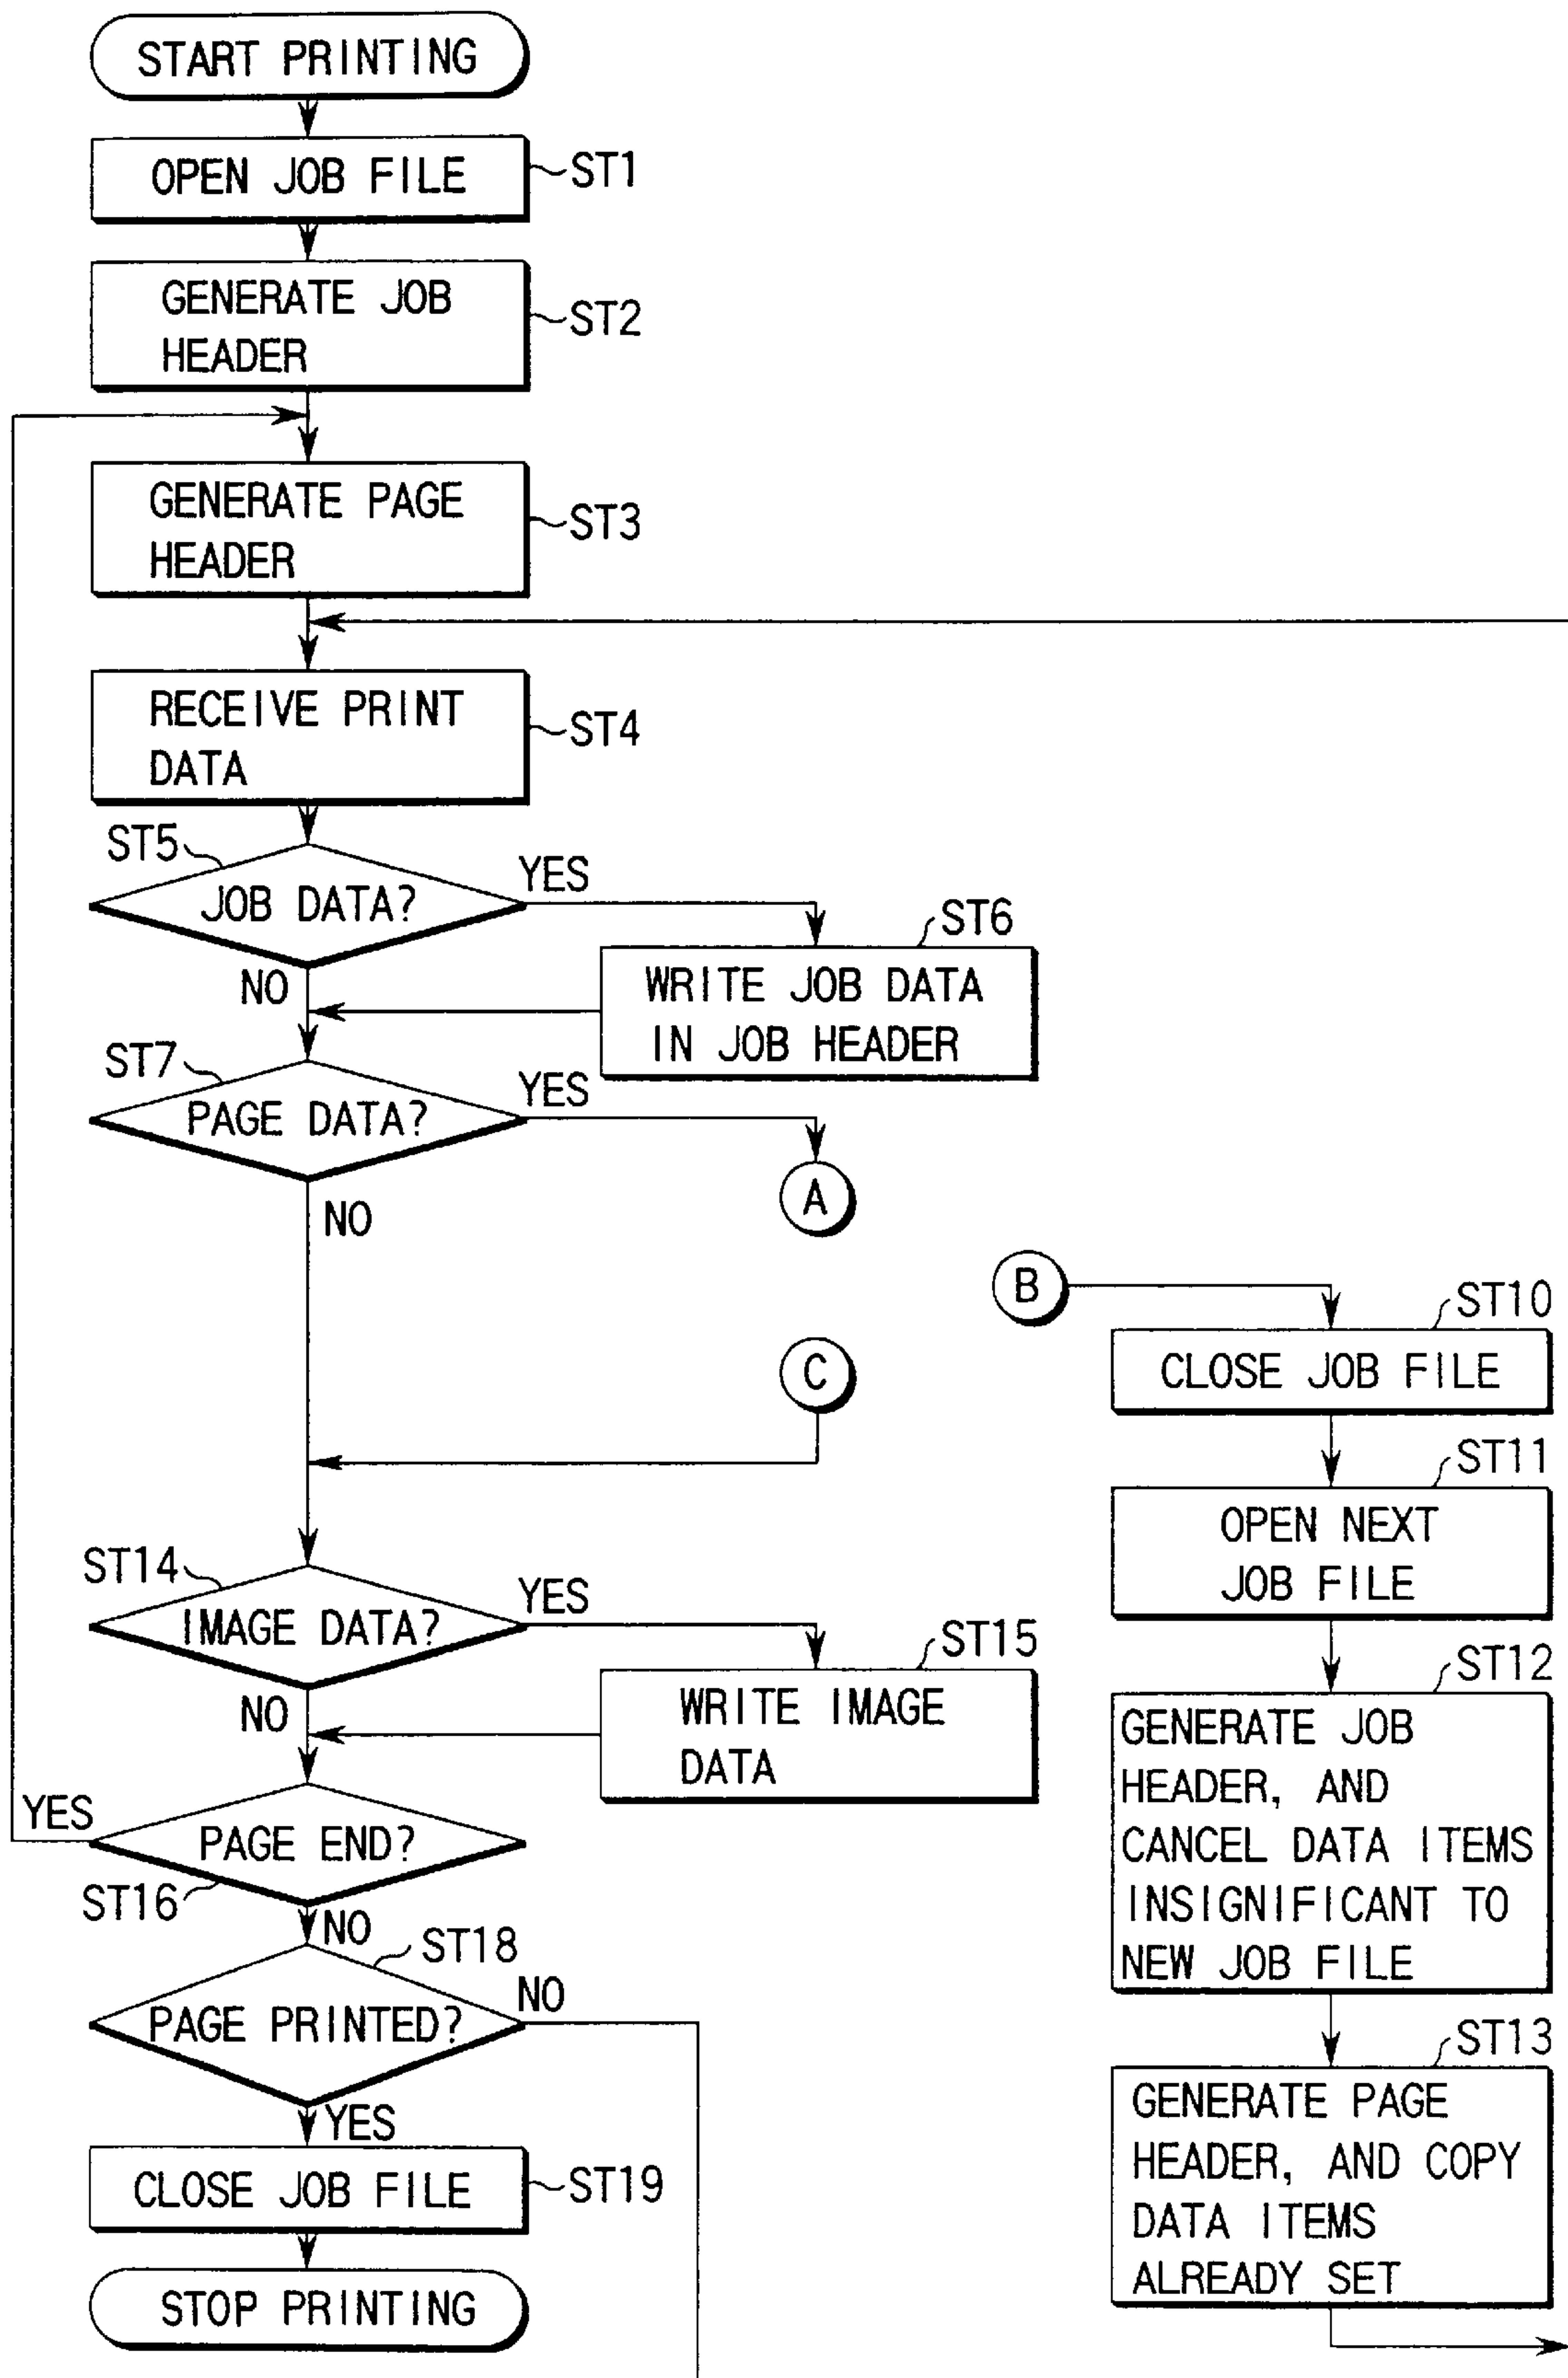 START PRINTING
OPEN JOB FILE
ST1
GENERATE JOB
HEADER
ST2
GENERATE PAGE
HEADER
ST3
RECEIVE PRINT
DATA
ST4
ST5
JOB DATA?
YES
NO
ST6
WRITE JOB DATA
IN JOB HEADER
ST7
PAGE DATA?
YES
NO
A
B
C
ST10
CLOSE JOB FILE
ST11
OPEN NEXT
JOB FILE
ST12
GENERATE JOB
HEADER, AND
CANCEL DATA ITEMS
INSIGNIFICANT TO
NEW JOB FILE
ST13
GENERATE PAGE
HEADER, AND COPY
DATA ITEMS
ALREADY SET
ST14
IMAGE DATA?
YES
NO
ST15
WRITE IMAGE
DATA
YES
PAGE END?
ST16
NO
ST18
PAGE PRINTED?
NO
YES
CLOSE JOB FILE
ST19
STOP PRINTING